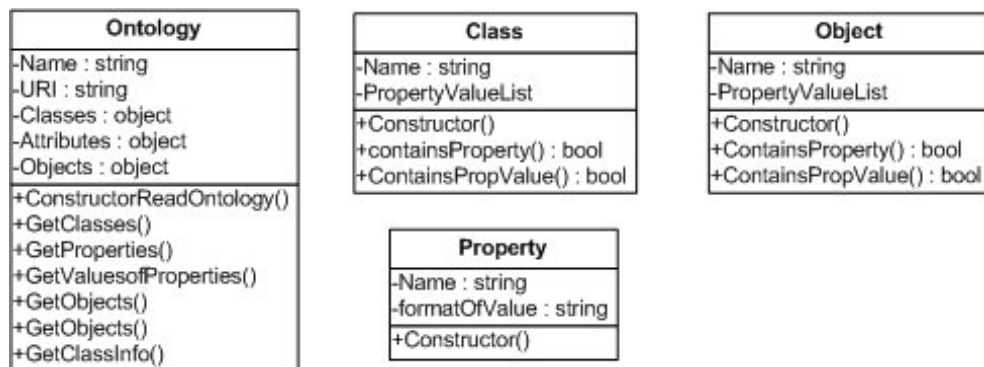 Ontology
-Name : string
-URI : string
-Classes : object
-Attributes : object
-Objects : object
+ConstructorReadOntology()
+GetClasses()
+GetProperties()
+GetValuesofProperties()
+GetObjects()
+GetObjects()
+GetClassInfo()
Class
-Name : string
-PropertyValueList
+Constructor()
+containsProperty() : bool
+ContainsPropValue() : bool
Object
-Name : string
-PropertyValueList
+Constructor()
+ContainsProperty() : bool
+ContainsPropValue() : bool
Property
-Name : string
-formatOfValue : string
+Constructor()